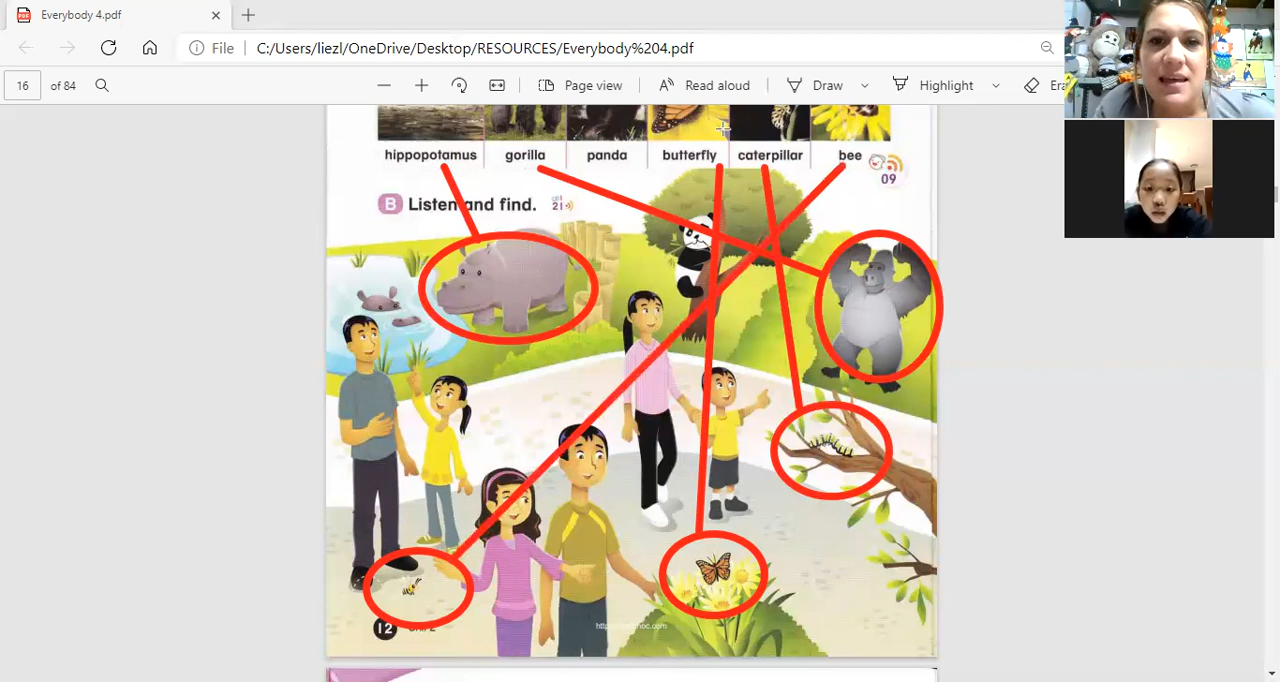 Everybody 4.pdf
File C:/Users/liezl/OneDrive/Desktop/RESOURCES/Everybody%204.pdf
16 of 84 Page view Read aloud Draw Highlight
hippopotamus gorilla panda butterfly caterpillar bee
09
B Listen and find. 21
12